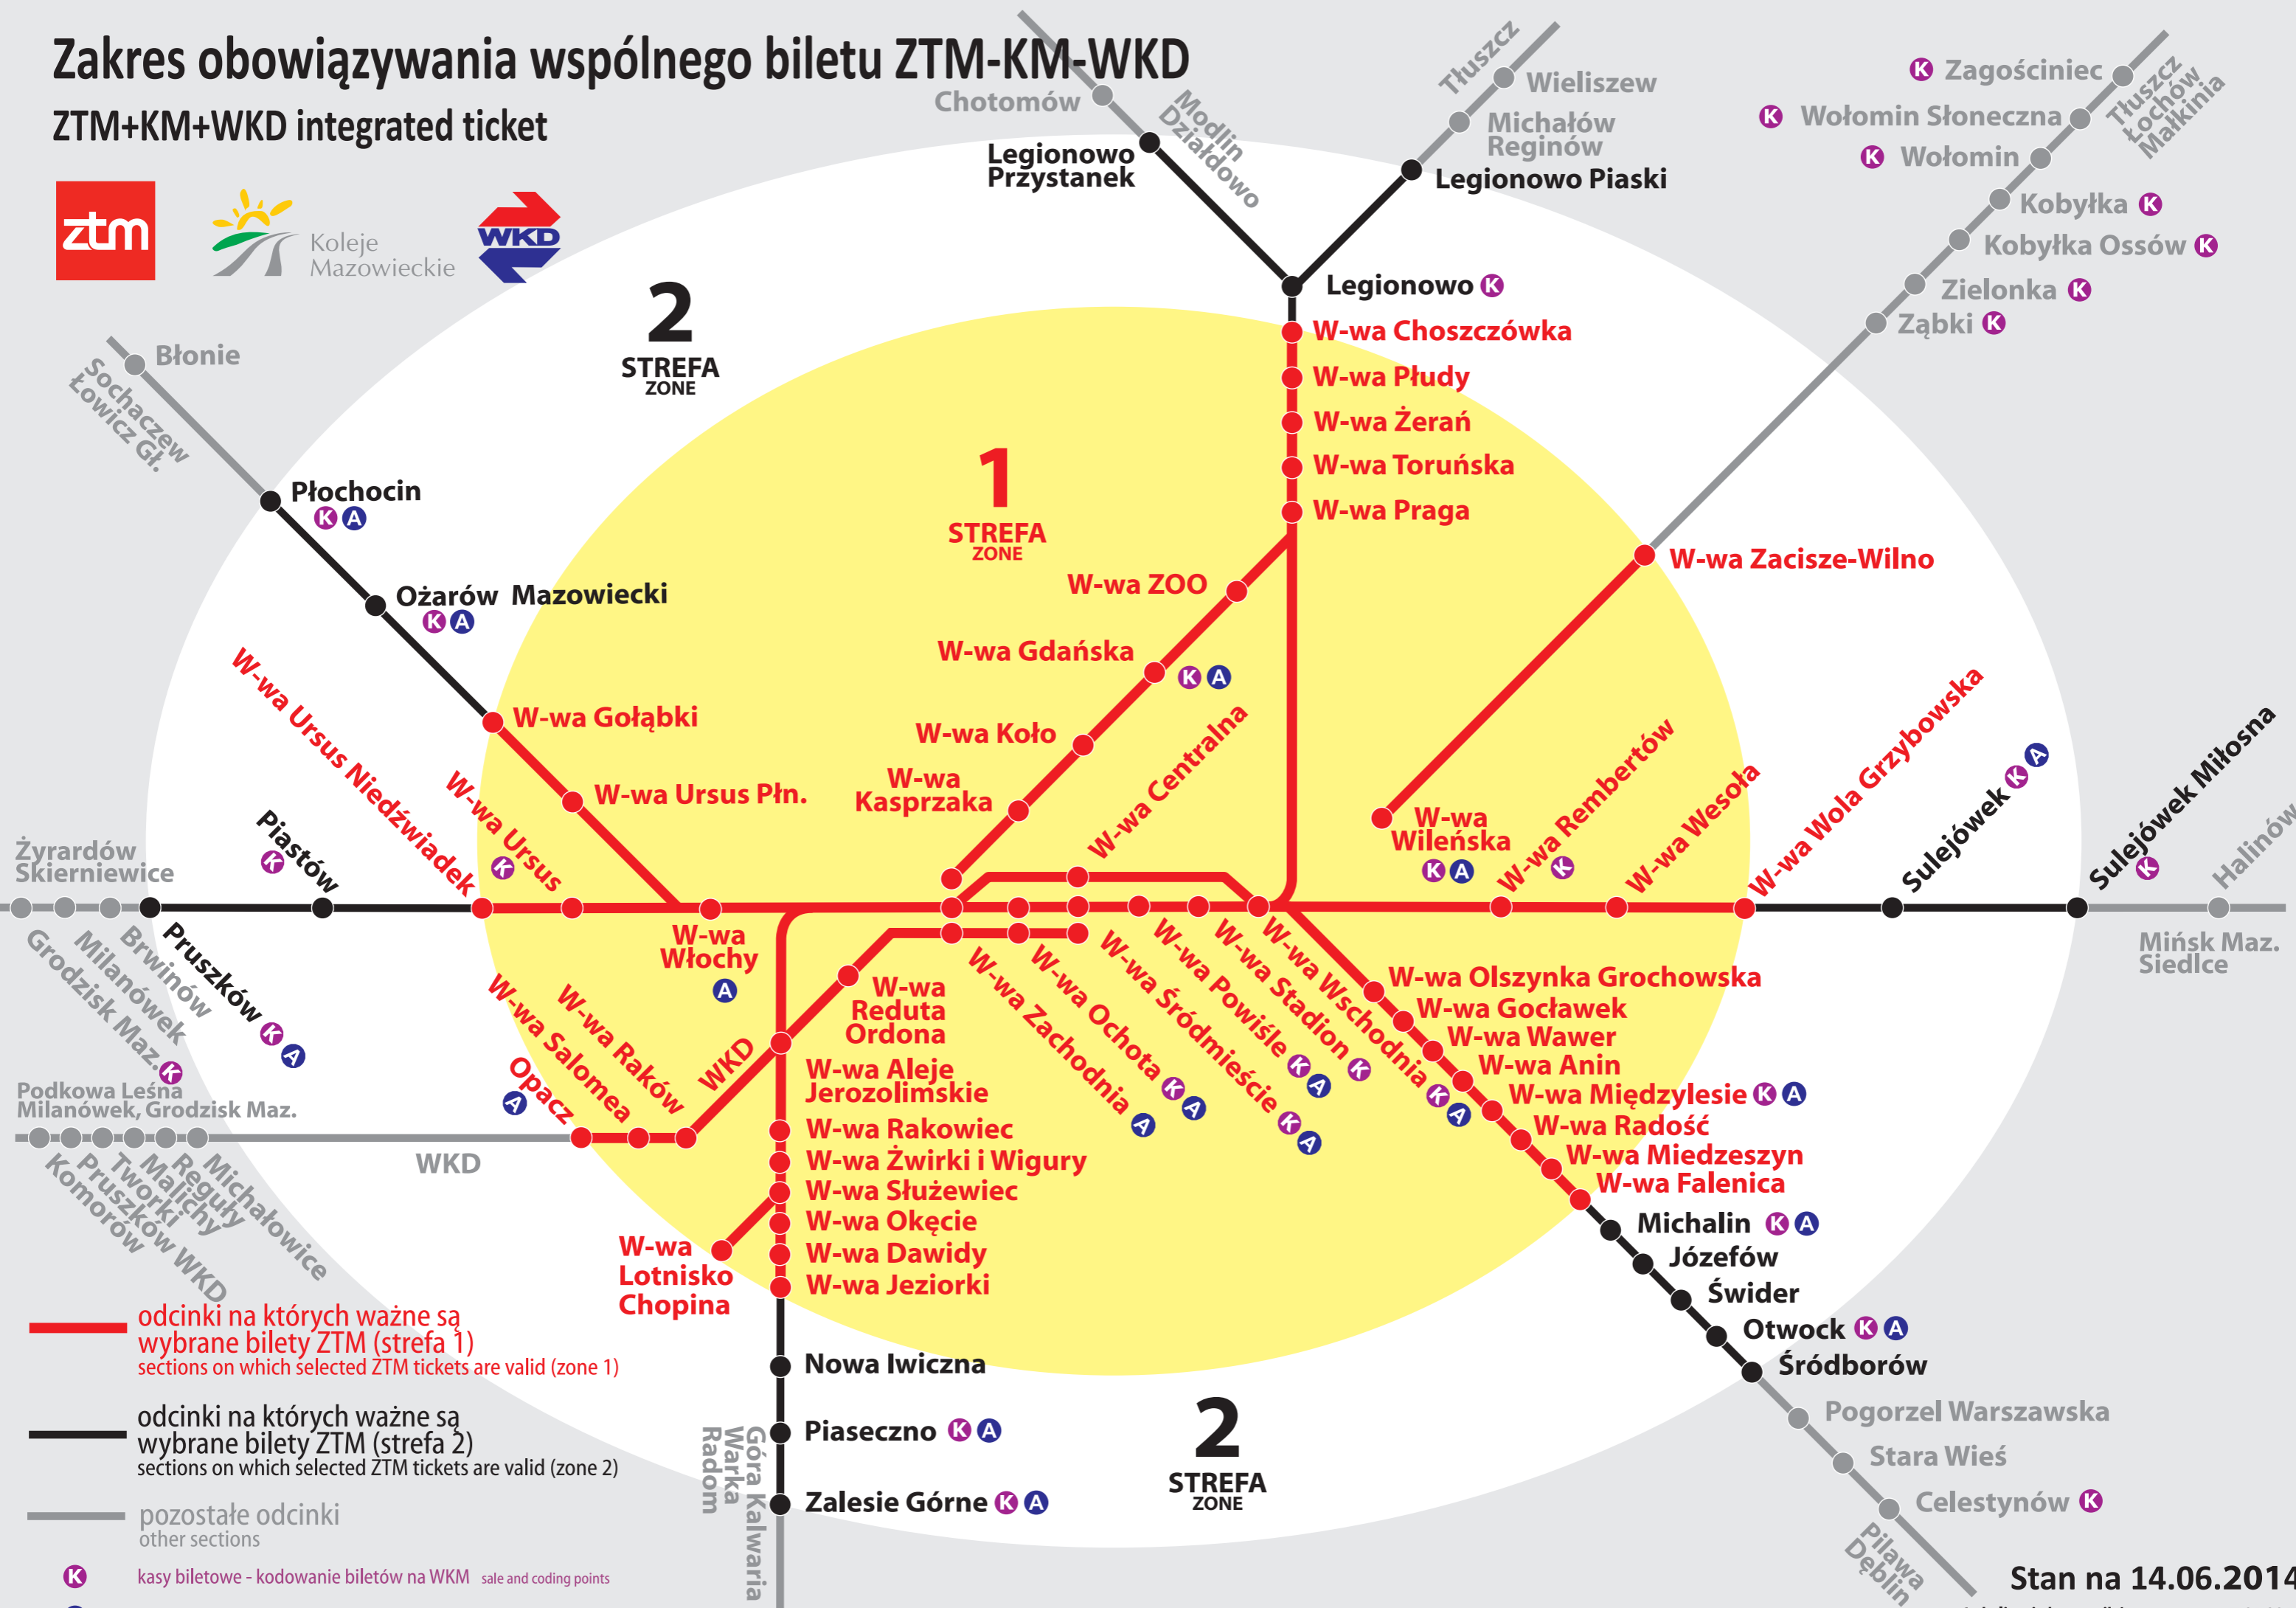 Zakres obowiązywania wspólnego biletu ZTM-KM-WKD
ZTM+KM+WKD integrated ticket
ztm
Koleje
Mazowieckie
WKD
Chotomów
Modlin
Działdowo
Legionowo
Przystanek
Tłuszcz
Wieliszew
Michałów
Reginów
Legionowo Piaski
Legionowo K
K Zagościniec
K Wołomin Słoneczna
K Wołomin
Kobyłka K
Kobyłka Ossów K
Zielonka K
Ząbki K
Tłuszcz
Łochów
Małkinia
2
STREFA
ZONE
1
STREFA
ZONE
W-wa Choszczówka
W-wa Płudy
W-wa Żerań
W-wa Toruńska
W-wa Praga
W-wa ZOO
W-wa Gdańska
K A
W-wa Koło
W-wa
Kasprzaka
W-wa Centralna
W-wa Zacisze-Wilno
W-wa
Wileńska
K A
Błonie
Sochaczew
Łowicz Gł.
Płochocin
K A
Ożarów Mazowiecki
K A
W-wa Gołąbki
W-wa Ursus Płn.
W-wa Ursus Niedźwiadek
W-wa Ursus
K
Piastów
K
Żyrardów
Skierniewice
Grodzisk Maz. K
Milanówek
Brwinów
Pruszków K A
W-wa
Włochy
A
W-wa Rembertów
K
W-wa Wesoła
W-wa Wola Grzybowska
Sulejówek K A
Sulejówek Miłosna
K
Halinów
Mińsk Maz.
Siedlce
W-wa Zachodnia A
W-wa Ochota K A
W-wa Śródmieście K A
W-wa Powiśle K A
W-wa Stadion K
W-wa Wschodnia K A
W-wa
Reduta
Ordona
W-wa Aleje
Jerozolimskie
WKD
W-wa Raków
W-wa Salomea
Opacz
A
Podkowa Leśna
Milanówek, Grodzisk Maz.
WKD
Komorów
Pruszków WKD
Tworki
Malichy
Reguły
Michałowice
W-wa Rakowiec
W-wa Żwirki i Wigury
W-wa Służewiec
W-wa Okęcie
W-wa Dawidy
W-wa Jeziorki
W-wa
Lotnisko
Chopina
Nowa Iwiczna
Piaseczno K A
Zalesie Górne K A
Góra Kalwaria
Warka
Radom
W-wa Olszynka Grochowska
W-wa Gocławek
W-wa Wawer
W-wa Anin
W-wa Międzylesie K A
W-wa Radość
W-wa Miedzeszyn
W-wa Falenica
Michalin K A
Józefów
Świder
Otwock K A
Śródborów
Pogorzel Warszawska
Stara Wieś
Celestynów K
Pilawa
Dęblin
2
STREFA
ZONE
odcinki na których ważne są
wybrane bilety ZTM (strefa 1)
sections on which selected ZTM tickets are valid (zone 1)
odcinki na których ważne są
wybrane bilety ZTM (strefa 2)
sections on which selected ZTM tickets are valid (zone 2)
pozostałe odcinki
other sections
K kasy biletowe - kodowanie biletów na WKM sale and coding points
Stan na 14.06.2014